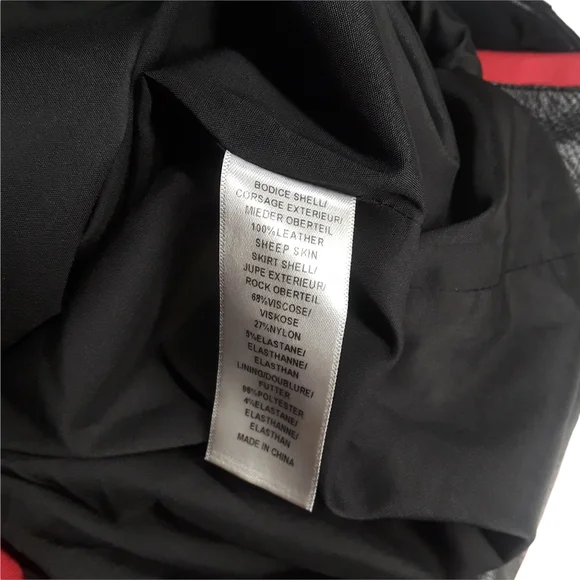 BODICE SHELL/
CORSAGE EXTERIEUR/
MIEDER OBERTEIL
100%LEATHER
SHEEP SKIN
SKIRT SHELL/
JUPE EXTERIEUR/
ROCK OBERTEIL
68%VISCOSE/
VISKOSE
27%NYLON
5%ELASTANE/
ELASTHANNE/
ELASTHAN
LINING/DOUBLURE/
FUTTER
96%POLYESTER
4%ELASTANE/
ELASTHANNE/
ELASTHAN
MADE IN CHINA